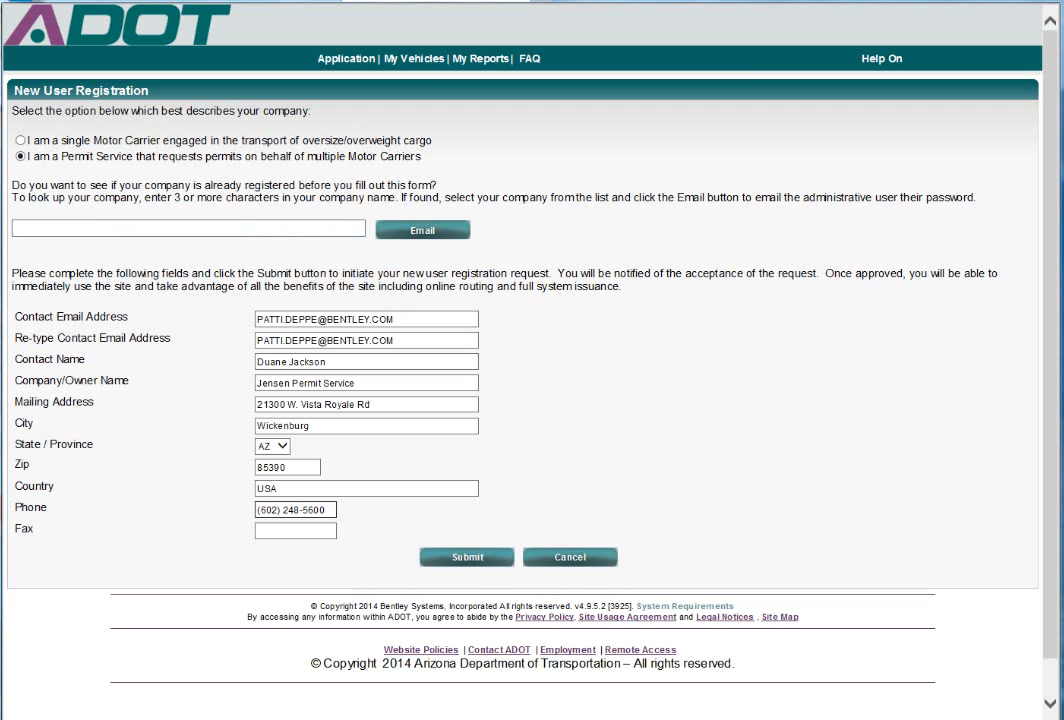 ADOT
Application | My Vehicles | My Reports | FAQ
Help On
New User Registration
Select the option below which best describes your company:
I am a single Motor Carrier engaged in the transport of oversize/overweight cargo
I am a Permit Service that requests permits on behalf of multiple Motor Carriers
Do you want to see if your company is already registered before you fill out this form?
To look up your company, enter 3 or more characters in your company name. If found, select your company from the list and click the Email button to email the administrative user their password.
Email
Please complete the following fields and click the Submit button to initiate your new user registration request. You will be notified of the acceptance of the request. Once approved, you will be able to
immediately use the site and take advantage of all the benefits of the site including online routing and full system issuance.
Contact Email Address PATTI.DEPPE@BENTLEY.COM
Re-type Contact Email Address PATTI.DEPPE@BENTLEY.COM
Contact Name Duane Jackson
Company/Owner Name Jensen Permit Service
Mailing Address 21300 W. Vista Royale Rd
City Wickenburg
State / Province AZ
Zip 85390
Country USA
Phone (602) 248-5600
Fax
Submit Cancel
© Copyright 2014 Bentley Systems, Incorporated All rights reserved. v4.9.5.2 [3925]. System Requirements
By accessing any information within ADOT, you agree to abide by the Privacy Policy, Site Usage Agreement and Legal Notices , Site Map
Website Policies | Contact ADOT | Employment | Remote Access
© Copyright 2014 Arizona Department of Transportation – All rights reserved.